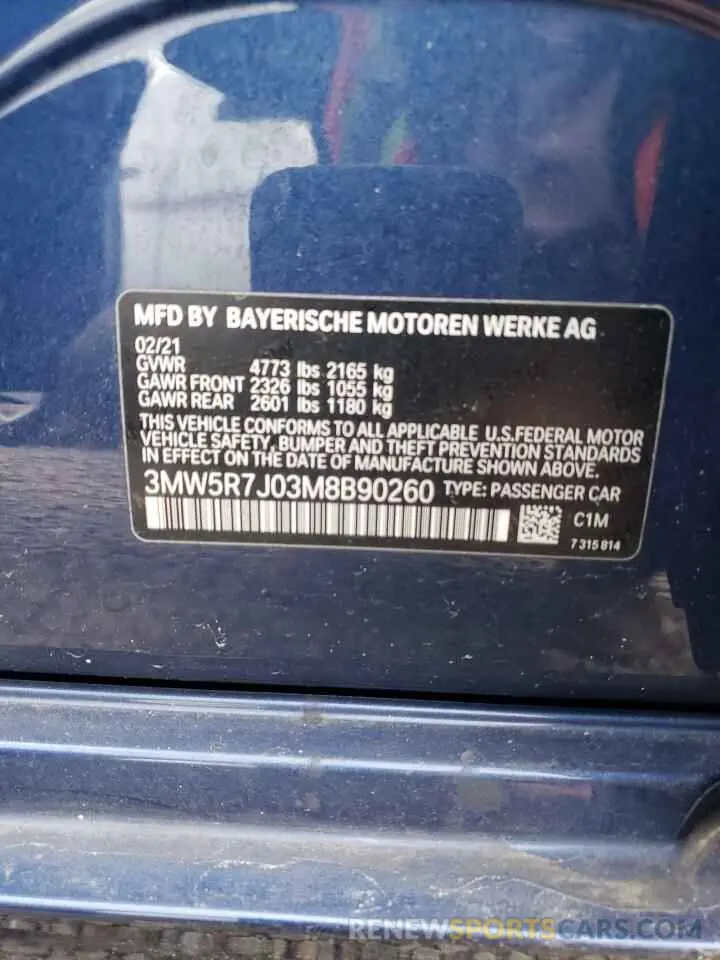 MFD BY BAYERISCHE MOTOREN WERKE AG
02/21
GVWR 4773 lbs 2165 kg
GAWR FRONT 2326 lbs 1055 kg
GAWR REAR 2601 lbs 1180 kg
THIS VEHICLE CONFORMS TO ALL APPLICABLE U.S.FEDERAL MOTOR
VEHICLE SAFETY, BUMPER AND THEFT PREVENTION STANDARDS
IN EFFECT ON THE DATE OF MANUFACTURE SHOWN ABOVE.
3MW5R7J03M8B90260 TYPE: PASSENGER CAR
C1M
7 315 814
RENEWSPORTSCARS.COM